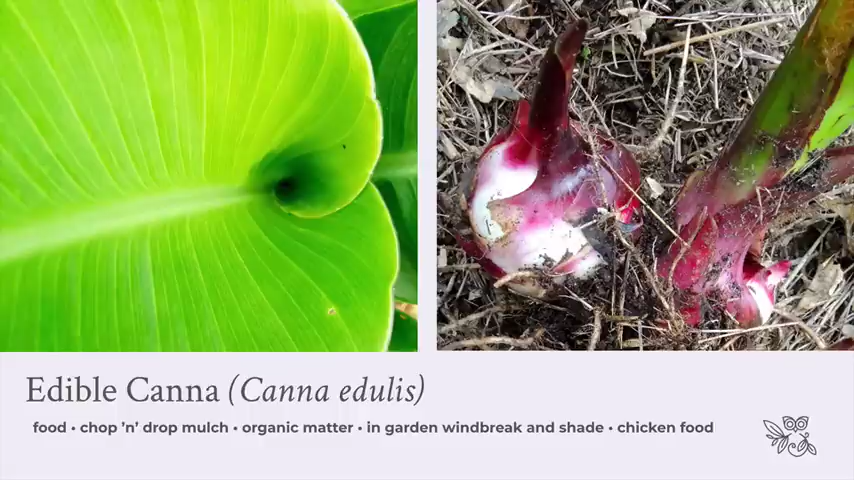 Edible Canna (Canna edulis)
food • chop ’n’ drop mulch • organic matter • in garden windbreak and shade • chicken food